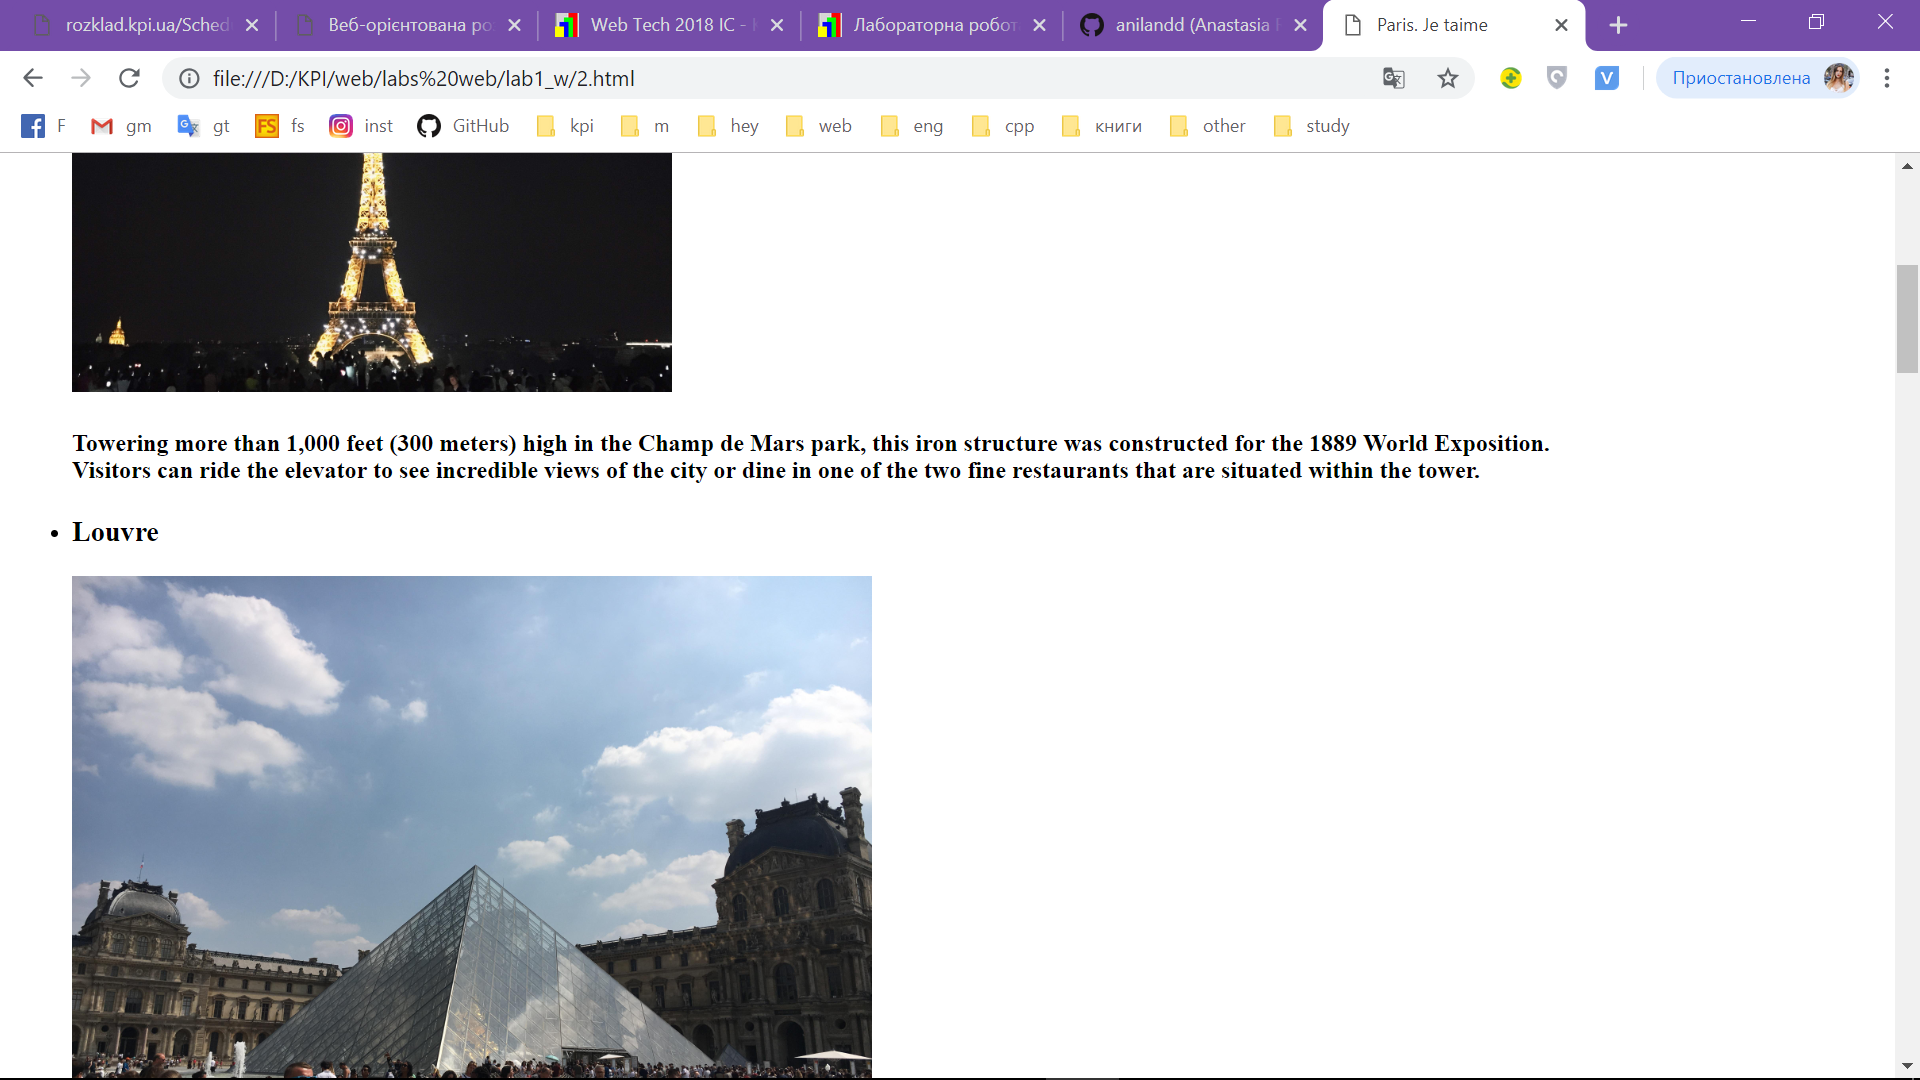 rozklad.kpi.ua/Sched
Веб-орієнтована ро
Web Tech 2018 IC -
Лабораторна робот
anilandd (Anastasia
Paris. Je taime
file:///D:/KPI/web/labs%20web/lab1_w/2.html
V
Приостановлена
F gm gt FS fs inst GitHub kpi m hey web eng cpp книги other study
Towering more than 1,000 feet (300 meters) high in the Champ de Mars park, this iron structure was constructed for the 1889 World Exposition.
Visitors can ride the elevator to see incredible views of the city or dine in one of the two fine restaurants that are situated within the tower.
Louvre